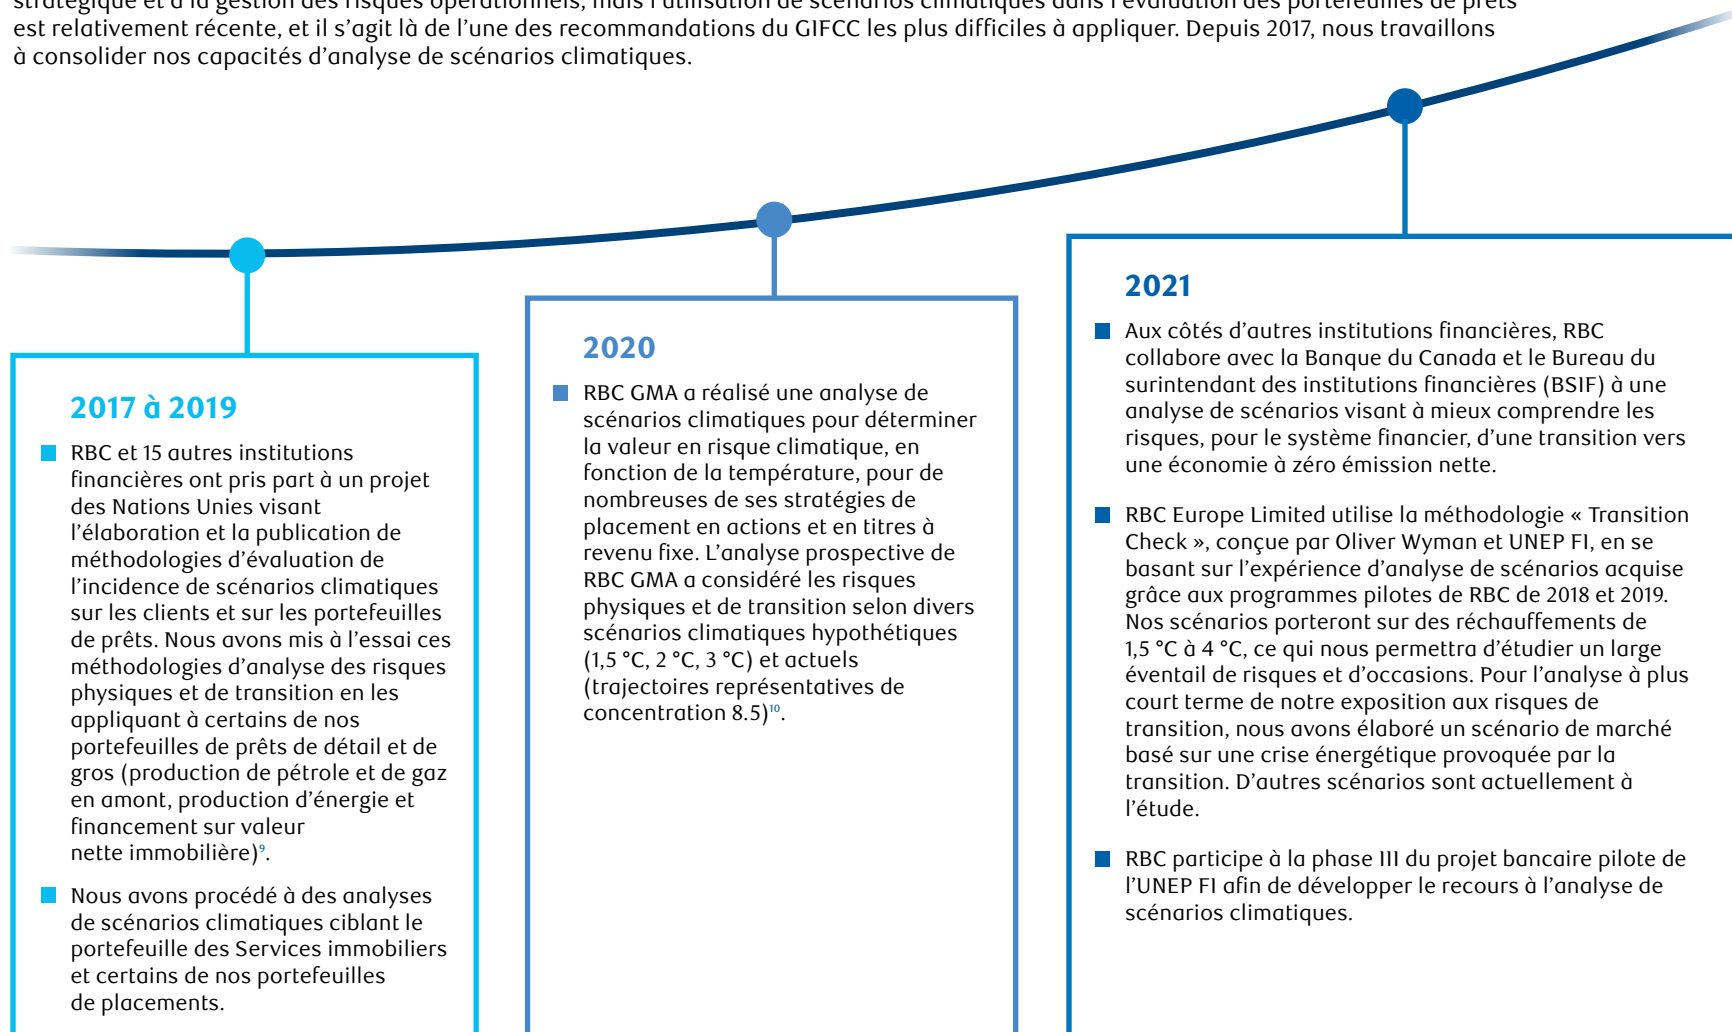 stratégique et à la gestion des risques opérationnels, mais l'utilisation de scénarios climatiques dans l'évaluation des portefeuilles de prêts
est relativement récente, et il s'agit là de l'une des recommandations du GIFCC les plus difficiles à appliquer. Depuis 2017, nous travaillons
à consolider nos capacités d'analyse de scénarios climatiques.
2017 à 2019
■ RBC et 15 autres institutions
financières ont pris part à un projet
des Nations Unies visant
l'élaboration et la publication de
méthodologies d'évaluation de
l'incidence de scénarios climatiques
sur les clients et sur les portefeuilles
de prêts. Nous avons mis à l'essai ces
méthodologies d'analyse des risques
physiques et de transition en les
appliquant à certains de nos
portefeuilles de prêts de détail et de
gros (production de pétrole et de gaz
en amont, production d'énergie et
financement sur valeur
nette immobilière)⁹.
■ Nous avons procédé à des analyses
de scénarios climatiques ciblant le
portefeuille des Services immobiliers
et certains de nos portefeuilles
de placements.
2020
■ RBC GMA a réalisé une analyse de
scénarios climatiques pour déterminer
la valeur en risque climatique, en
fonction de la température, pour de
nombreuses de ses stratégies de
placement en actions et en titres à
revenu fixe. L'analyse prospective de
RBC GMA a considéré les risques
physiques et de transition selon divers
scénarios climatiques hypothétiques
(1,5 °C, 2 °C, 3 °C) et actuels
(trajectoires représentatives de
concentration 8.5)¹⁰.
2021
■ Aux côtés d'autres institutions financières, RBC
collabore avec la Banque du Canada et le Bureau du
surintendant des institutions financières (BSIF) à une
analyse de scénarios visant à mieux comprendre les
risques, pour le système financier, d'une transition vers
une économie à zéro émission nette.
■ RBC Europe Limited utilise la méthodologie « Transition
Check », conçue par Oliver Wyman et UNEP FI, en se
basant sur l'expérience d'analyse de scénarios acquise
grâce aux programmes pilotes de RBC de 2018 et 2019.
Nos scénarios porteront sur des réchauffements de
1,5 °C à 4 °C, ce qui nous permettra d'étudier un large
éventail de risques et d'occasions. Pour l'analyse à plus
court terme de notre exposition aux risques de
transition, nous avons élaboré un scénario de marché
basé sur une crise énergétique provoquée par la
transition. D'autres scénarios sont actuellement à
l'étude.
■ RBC participe à la phase III du projet bancaire pilote de
l'UNEP FI afin de développer le recours à l'analyse de
scénarios climatiques.